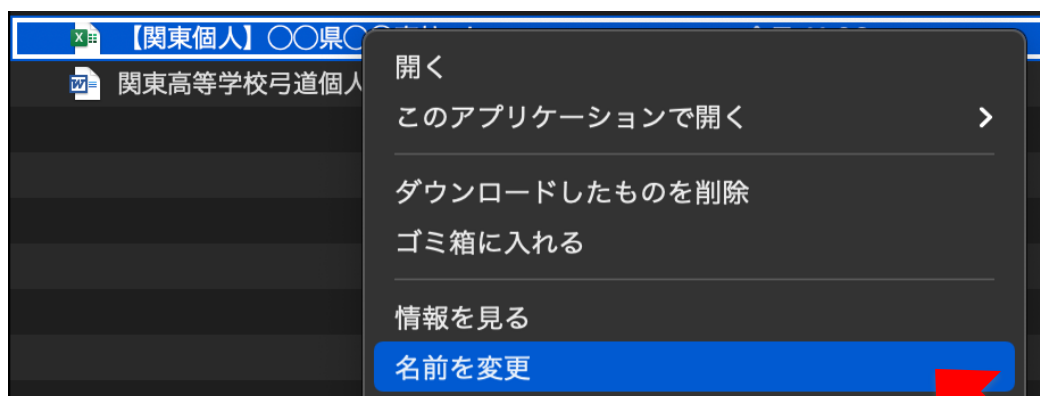 【関東個人】〇〇県〇
関東高等学校弓道個人
開く
このアプリケーションで開く
ダウンロードしたものを削除
ゴミ箱に入れる
情報を見る
名前を変更